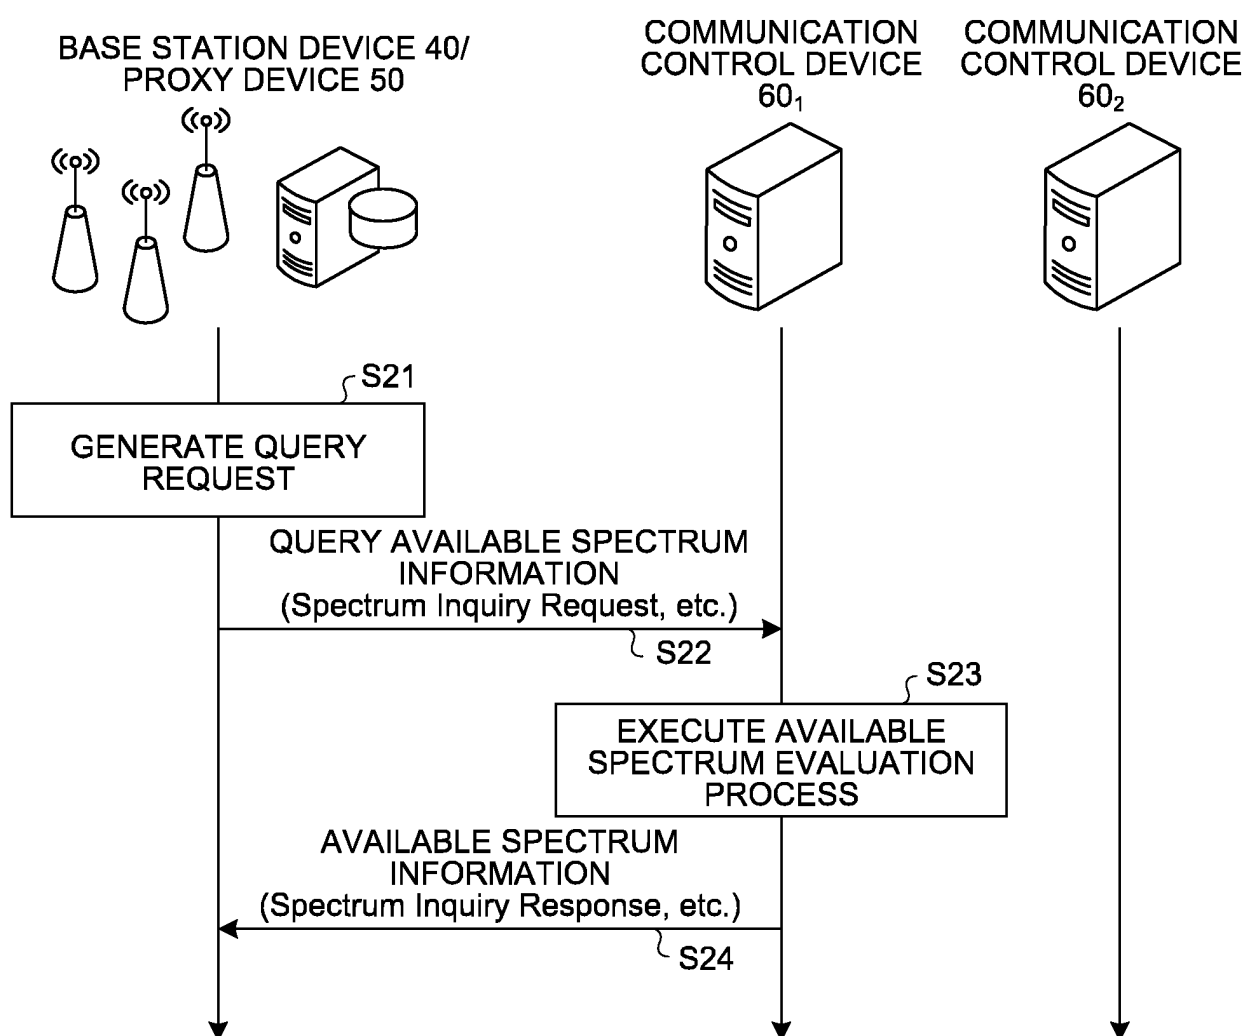 BASE STATION DEVICE 40/
PROXY DEVICE 50
COMMUNICATION
CONTROL DEVICE
60₁
COMMUNICATION
CONTROL DEVICE
60₂
S21
GENERATE QUERY
REQUEST
QUERY AVAILABLE SPECTRUM
INFORMATION
(Spectrum Inquiry Request, etc.)
S22
S23
EXECUTE AVAILABLE
SPECTRUM EVALUATION
PROCESS
AVAILABLE SPECTRUM
INFORMATION
(Spectrum Inquiry Response, etc.)
S24